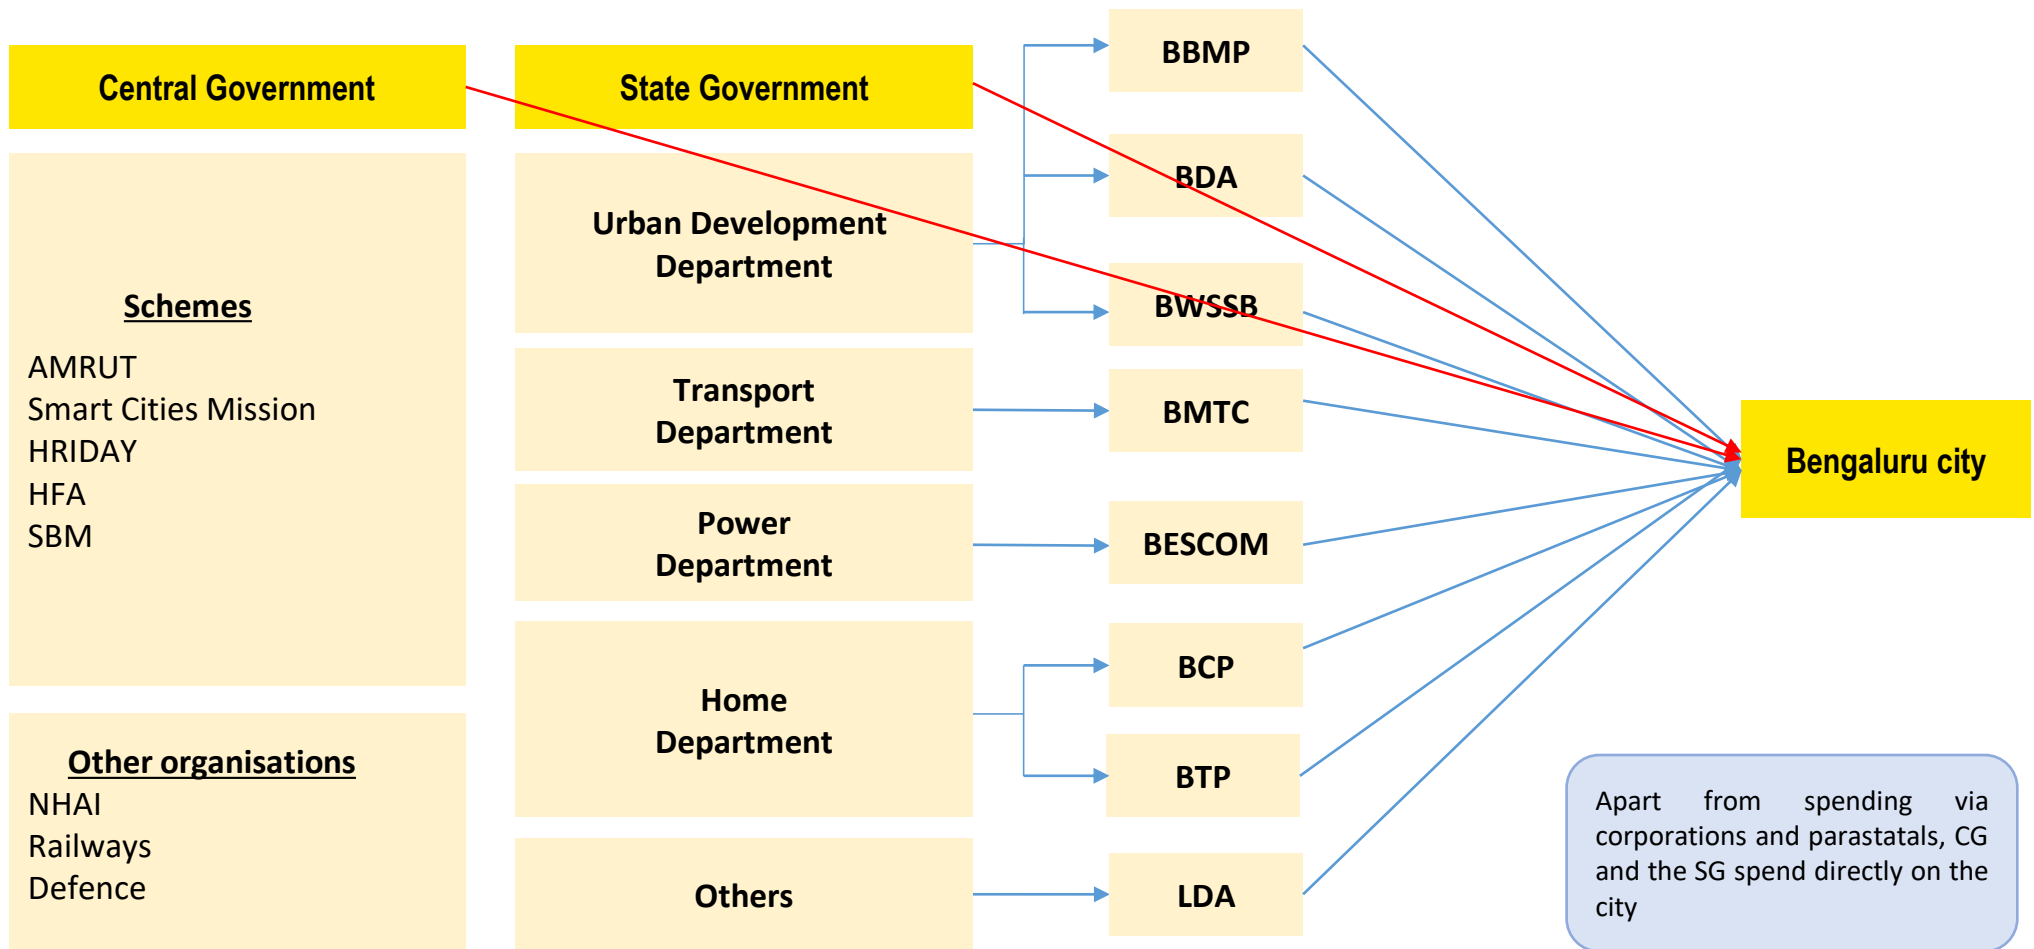 Central Government
Schemes
AMRUT
Smart Cities Mission
HRIDAY
HFA
SBM
Other organisations
NHAI
Railways
Defence
State Government
Urban Development
Department
Transport
Department
Power
Department
Home
Department
Others
BBMP
BDA
BWSSB
BMTC
BESCOM
BCP
BTP
LDA
Bengaluru city
Apart from spending via
corporations and parastatals, CG
and the SG spend directly on the
city